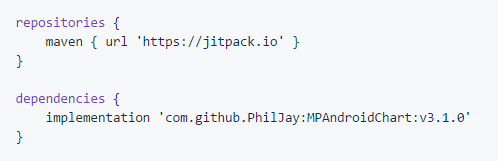 repositories {
    maven { url 'https://jitpack.io' }
}

dependencies {
    implementation 'com.github.PhilJay:MPAndroidChart:v3.1.0'
}